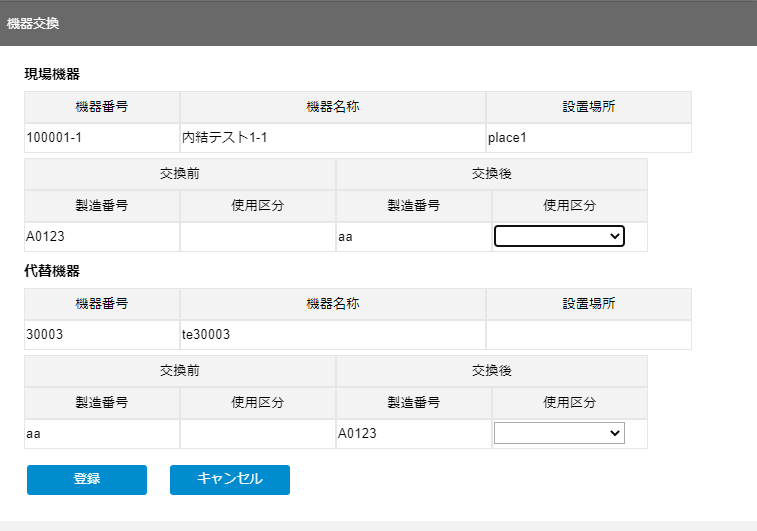 機器交換
現場機器
機器番号 機器名称 設置場所
100001-1 内結テスト1-1 place1
交換前 交換後
製造番号 使用区分 製造番号 使用区分
A0123 aa
代替機器
機器番号 機器名称 設置場所
30003 te30003
交換前 交換後
製造番号 使用区分 製造番号 使用区分
aa A0123
登録 キャンセル